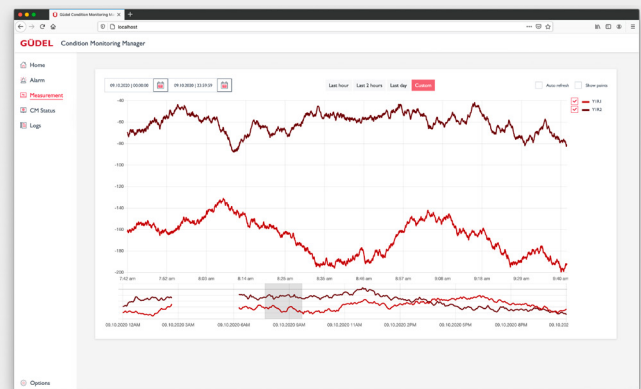 Güdel Condition Monitoring Ma
localhost
GÜDEL Condition Monitoring Manager
Home
Alarm
Measurement
CM Status
Logs
09.10.2020 | 00:00:00
09.10.2020 | 23:59:59
Last hour Last 2 hours Last day Custom
Auto refresh Show points
Y1R1
Y1R2
-40
-60
-80
-100
-120
-140
-160
-180
-200
7:42 am 7:52 am 8:03 am 8:14 am 8:25 am 8:35 am 8:46 am 8:57 am 9:08 am 9:18 am 9:29 am 9:40 am
09.10.2020 12AM 09.10.2020 3AM 09.10.2020 6AM 09.10.2020 9AM 09.10.2020 11AM 09.10.2020 2PM 09.10.2020 5PM 09.10.2020 8PM
Options